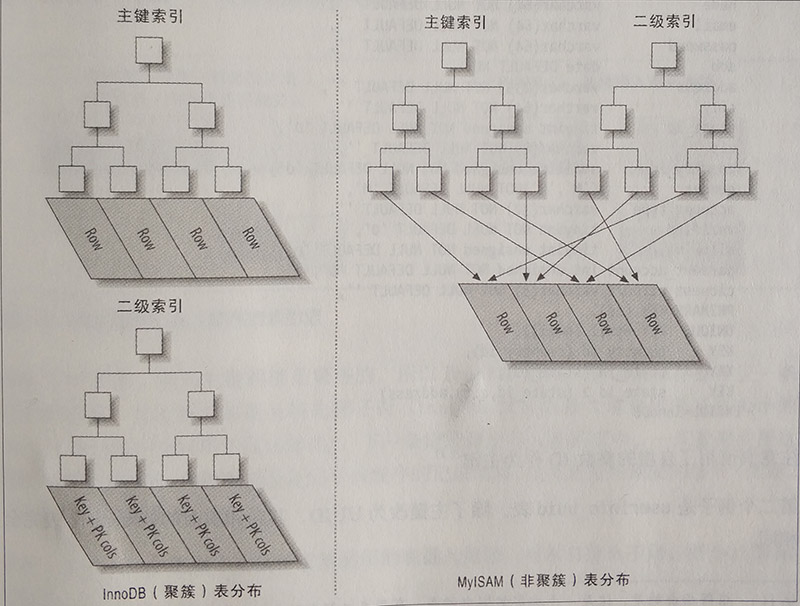 主键索引
Row
Row
Row
Row
二级索引
Key + PK cols
Key + PK cols
Key + PK cols
Key + PK cols
InnoDB（聚簇）表分布
主键索引
二级索引
Row
Row
Row
Row
MyISAM（非聚簇）表分布